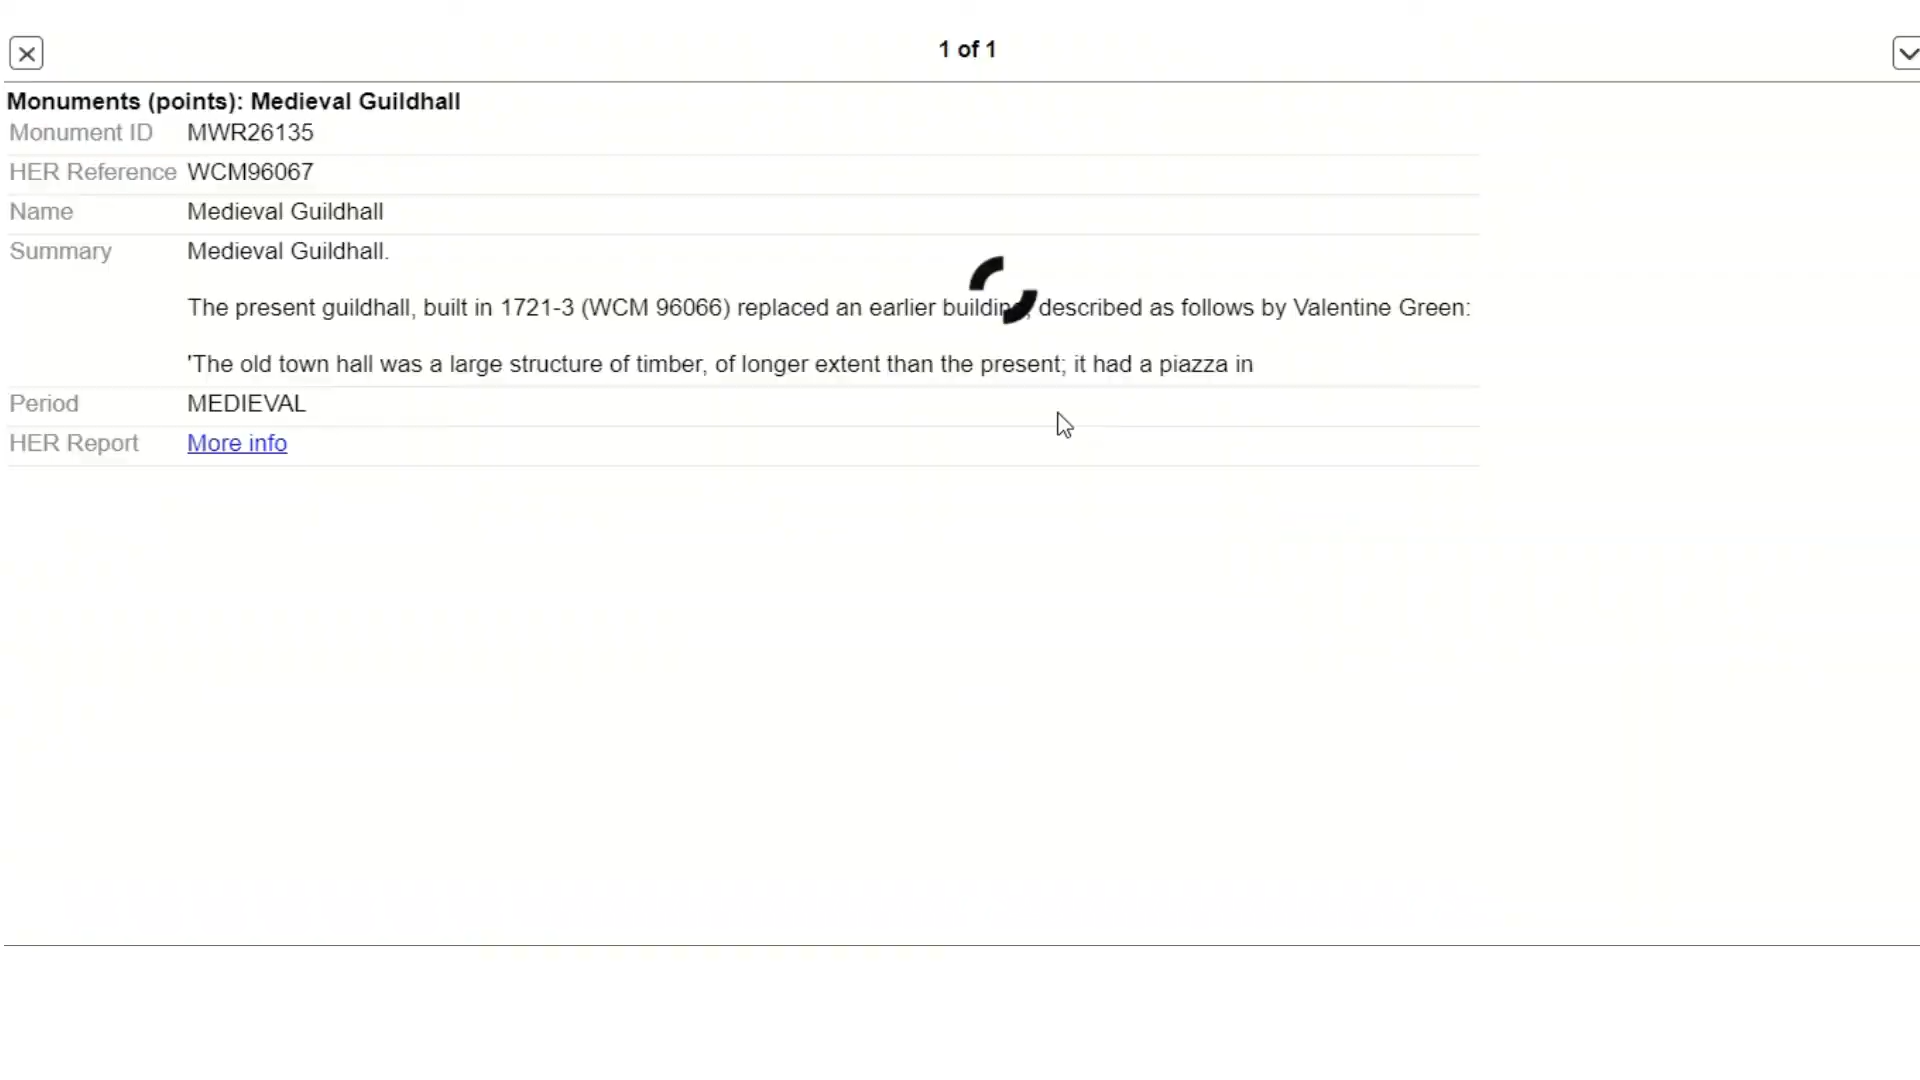 1 of 1
Monuments (points): Medieval Guildhall
Monument ID MWR26135
HER Reference WCM96067
Name Medieval Guildhall
Summary Medieval Guildhall.
The present guildhall, built in 1721-3 (WCM 96066) replaced an earlier building, described as follows by Valentine Green:
'The old town hall was a large structure of timber, of longer extent than the present; it had a piazza in
Period MEDIEVAL
HER Report More info